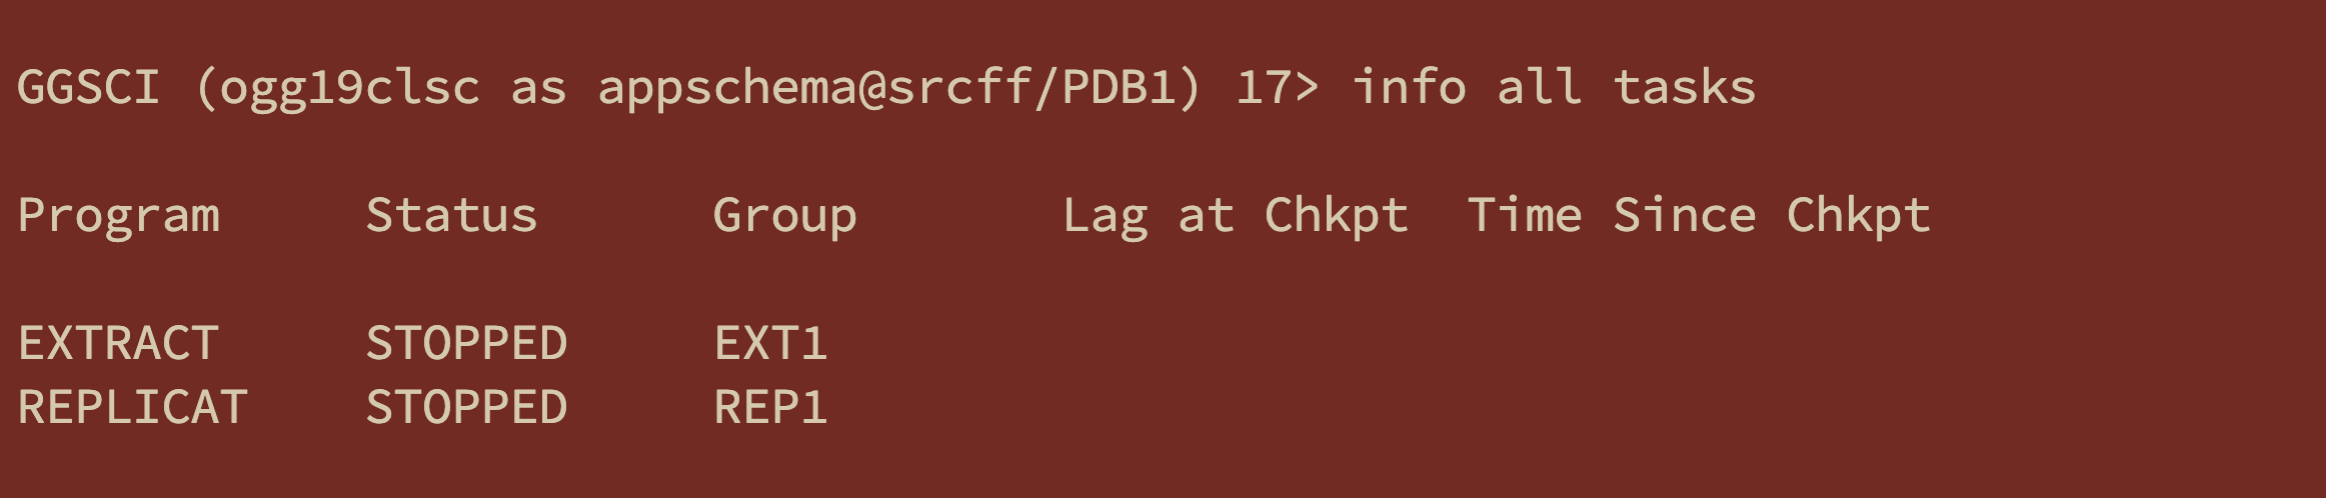 GGSCI (ogg19clsc as appschema@srcff/PDB1) 17> info all tasks
Program     Status      Group       Lag at Chkpt  Time Since Chkpt
EXTRACT     STOPPED     EXT1
REPLICAT    STOPPED     REP1